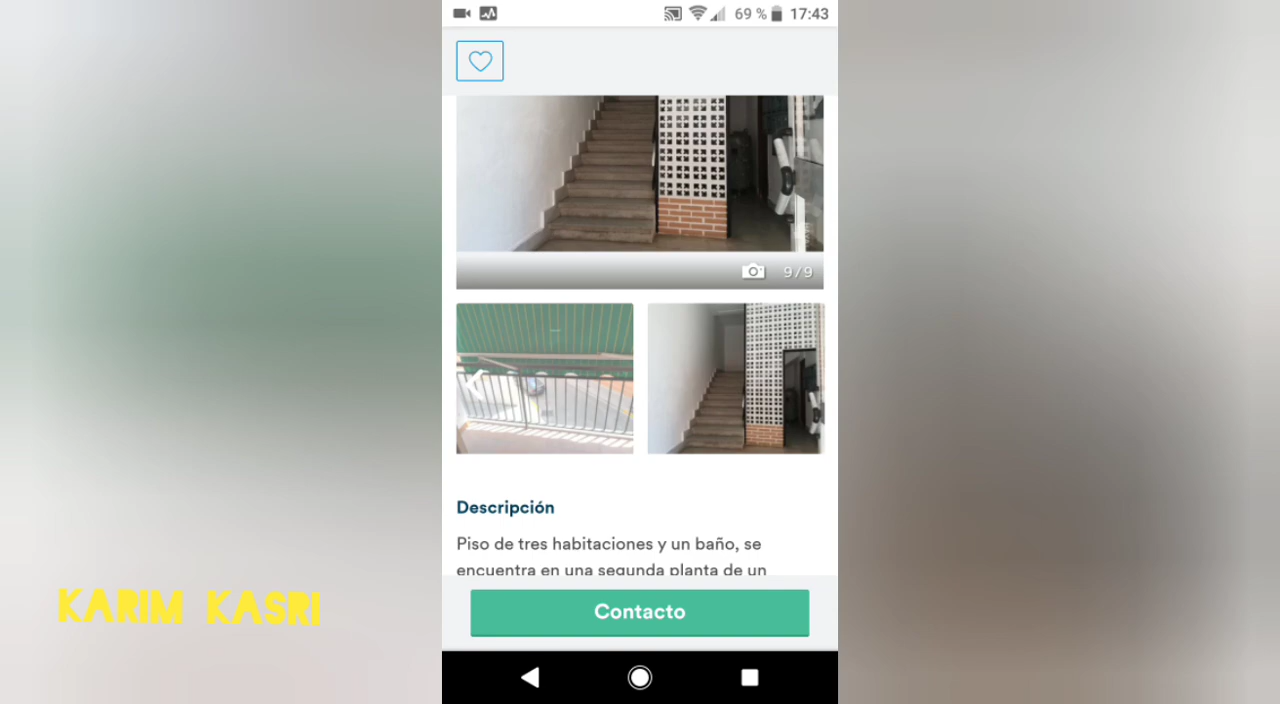 69 % 17:43
9/9
Descripción
Piso de tres habitaciones y un baño, se
encuentra en una segunda planta de un
Contacto
KARIM KASRI